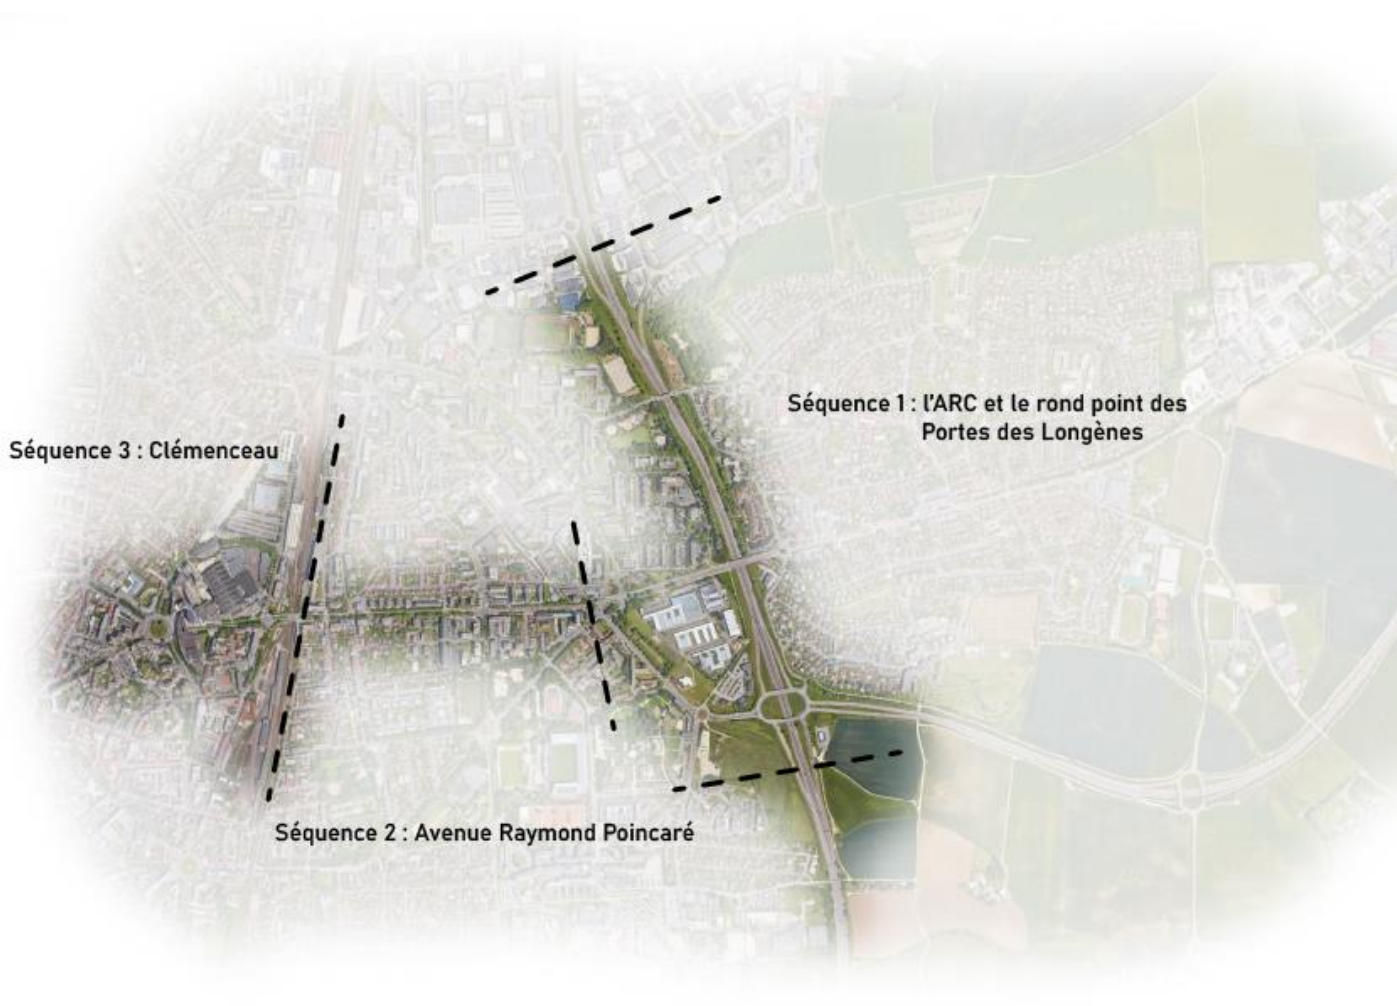 Séquence 1 : l'ARC et le rond point des
Portes des Longènes
Séquence 3 : Clémenceau
Séquence 2 : Avenue Raymond Poincaré